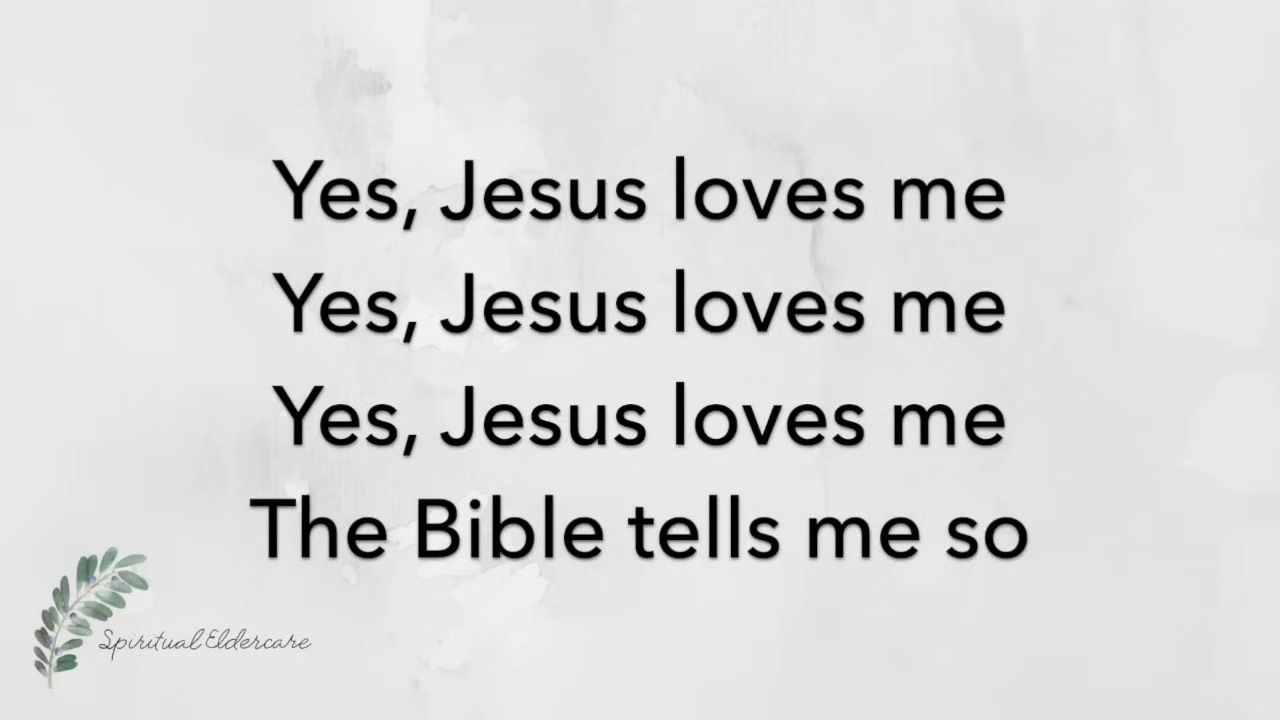 Yes, Jesus loves me
Yes, Jesus loves me
Yes, Jesus loves me
The Bible tells me so
Spiritual Eldercare